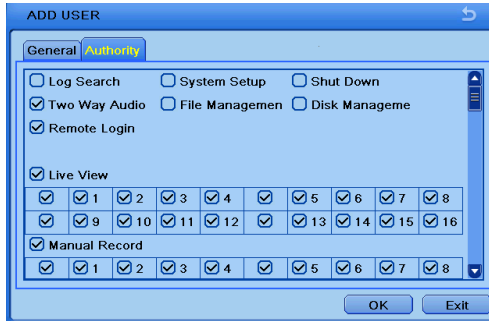 ADD USER
General Authority
Log Search System Setup Shut Down
Two Way Audio File Managemen Disk Manageme
Remote Login
Live View
1 2 3 4 5 6 7 8
9 10 11 12 13 14 15 16
Manual Record
1 2 3 4 5 6 7 8
OK Exit